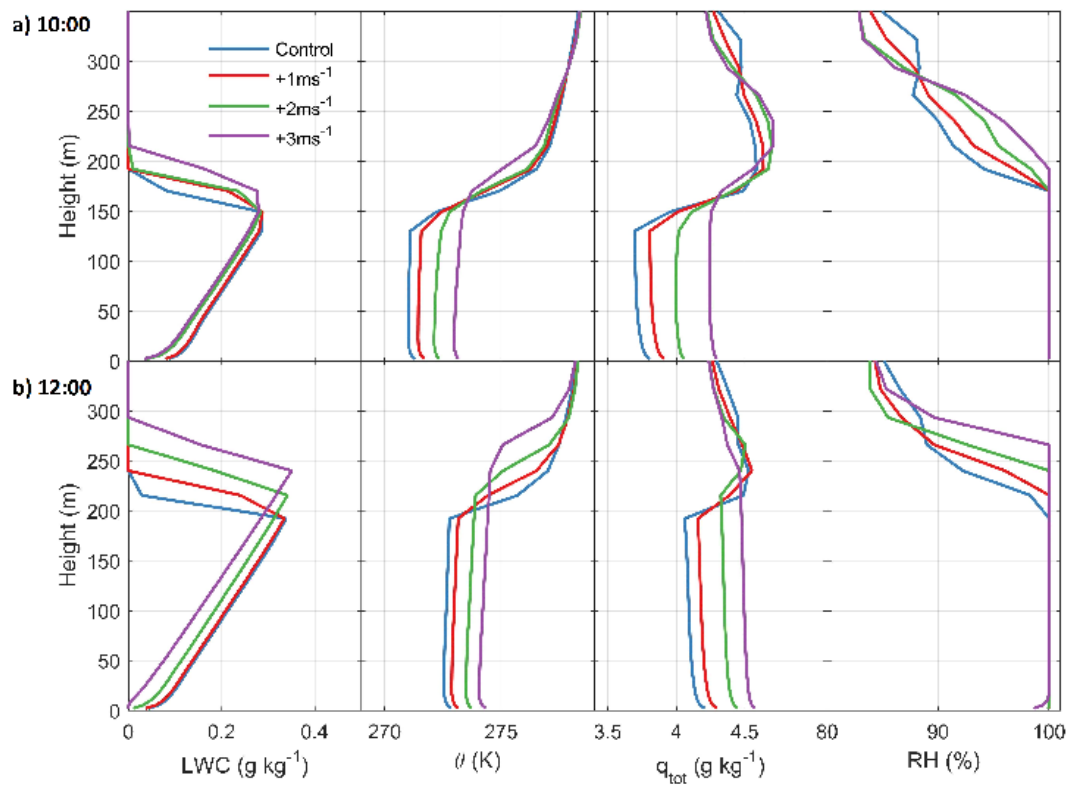 a) 10:00
Control
+1ms⁻¹
+2ms⁻¹
+3ms⁻¹
Height (m)
300
250
200
150
100
50
0
b) 12:00
Height (m)
300
250
200
150
100
50
0
0 0.2 0.4
270 275
3.5 4 4.5
80 90 100
LWC (g kg⁻¹)
θ (K)
q_tot (g kg⁻¹)
RH (%)